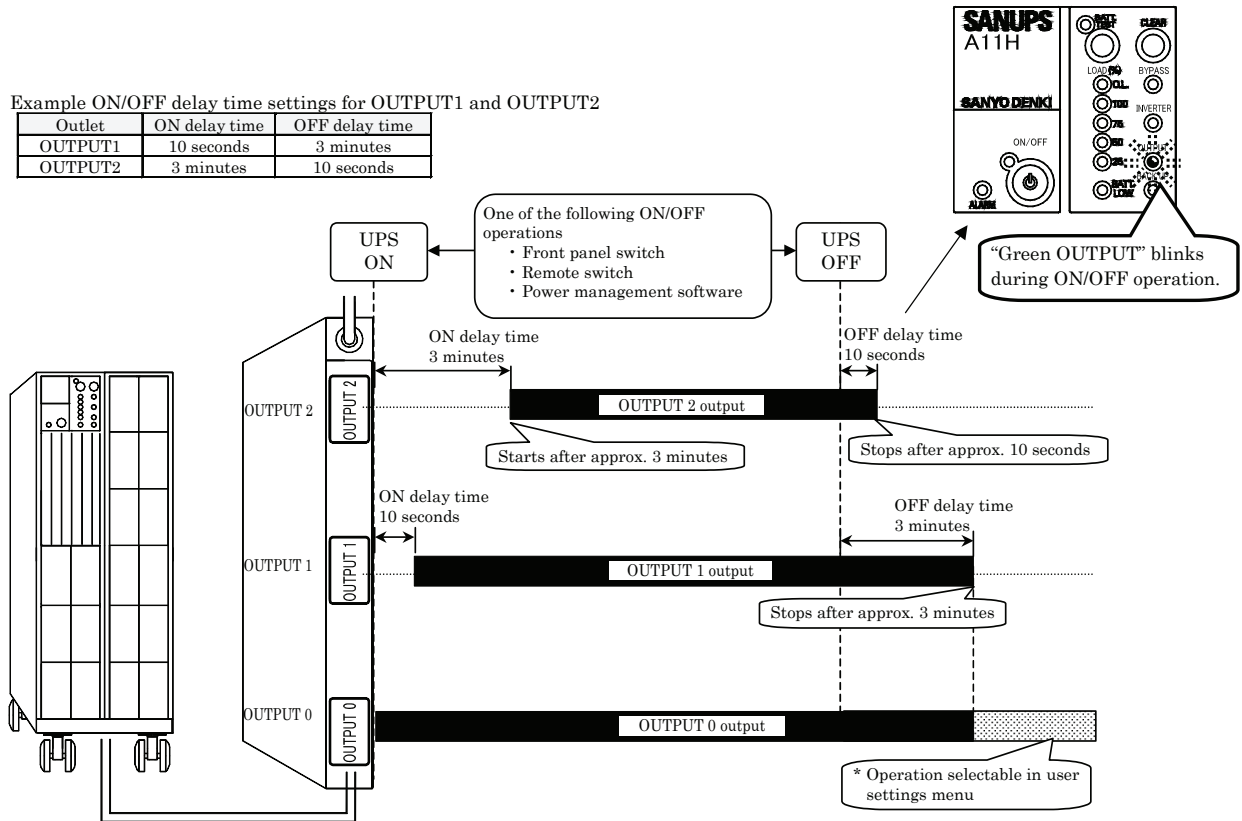 SANUPS
A11H
SANYO DENKI
ON/OFF
ALARM
BATT. TEST
CLEAR
LOAD (%)
BYPASS
O.L.
100
INVERTER
75
50
OUTPUT
25
BACK UP
BATT. LOW
Example ON/OFF delay time settings for OUTPUT1 and OUTPUT2
Outlet ON delay time OFF delay time
OUTPUT1 10 seconds 3 minutes
OUTPUT2 3 minutes 10 seconds
UPS
ON
One of the following ON/OFF
operations
・Front panel switch
・Remote switch
・Power management software
UPS
OFF
“Green OUTPUT” blinks
during ON/OFF operation.
ON delay time
3 minutes
OFF delay time
10 seconds
OUTPUT 2
OUTPUT 2
OUTPUT 2 output
Starts after approx. 3 minutes
Stops after approx. 10 seconds
ON delay time
10 seconds
OFF delay time
3 minutes
OUTPUT 1
OUTPUT 1
OUTPUT 1 output
Stops after approx. 3 minutes
OUTPUT 0
OUTPUT 0
OUTPUT 0 output
* Operation selectable in user
settings menu